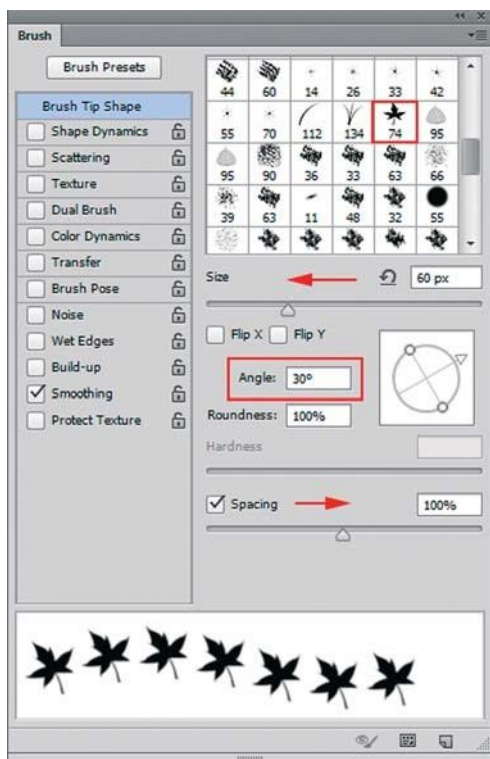 Brush
Brush Presets
Brush Tip Shape
Shape Dynamics
Scattering
Texture
Dual Brush
Color Dynamics
Transfer
Brush Pose
Noise
Wet Edges
Build-up
Smoothing
Protect Texture
44 60 14 26 33 42
55 70 112 134 74 95
95 90 36 33 63 66
39 63 11 48 32 55
Size 60 px
Flip X Flip Y
Angle: 30º
Roundness: 100%
Hardness
Spacing 100%